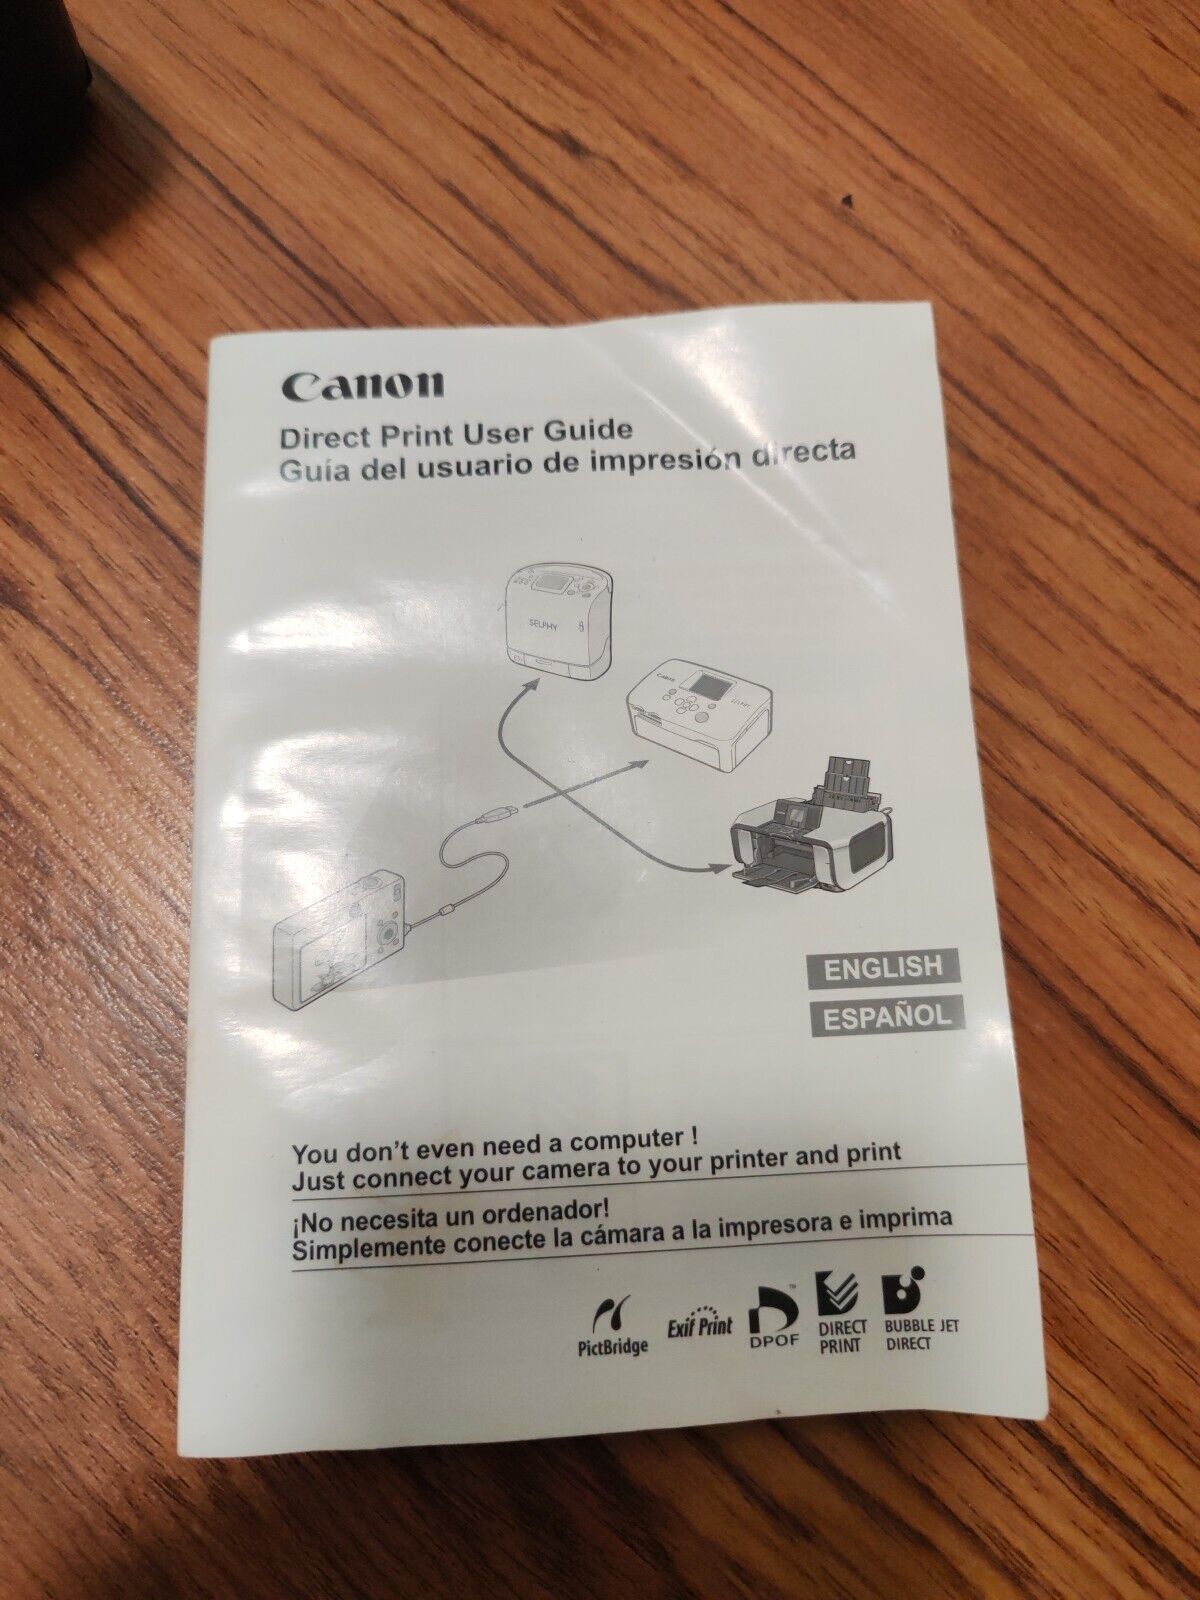 Canon
Direct Print User Guide
Guía del usuario de impresión directa
SELPHY
Canon
ENGLISH
ESPAÑOL
You don't even need a computer !
Just connect your camera to your printer and print
¡No necesita un ordenador!
Simplemente conecte la cámara a la impresora e imprima
PictBridge
Exif Print
DPOF
TM
DIRECT
PRINT
BUBBLE JET
DIRECT